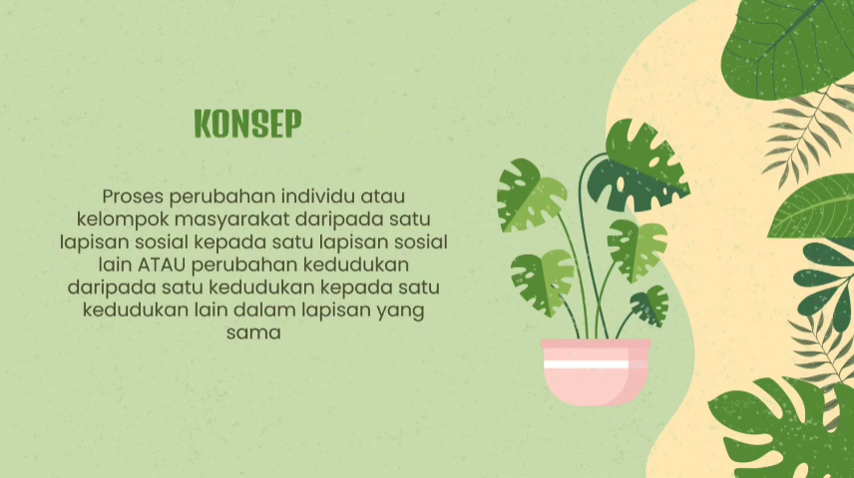 KONSEP
Proses perubahan individu atau
kelompok masyarakat daripada satu
lapisan sosial kepada satu lapisan sosial
lain ATAU perubahan kedudukan
daripada satu kedudukan kepada satu
kedudukan lain dalam lapisan yang
sama